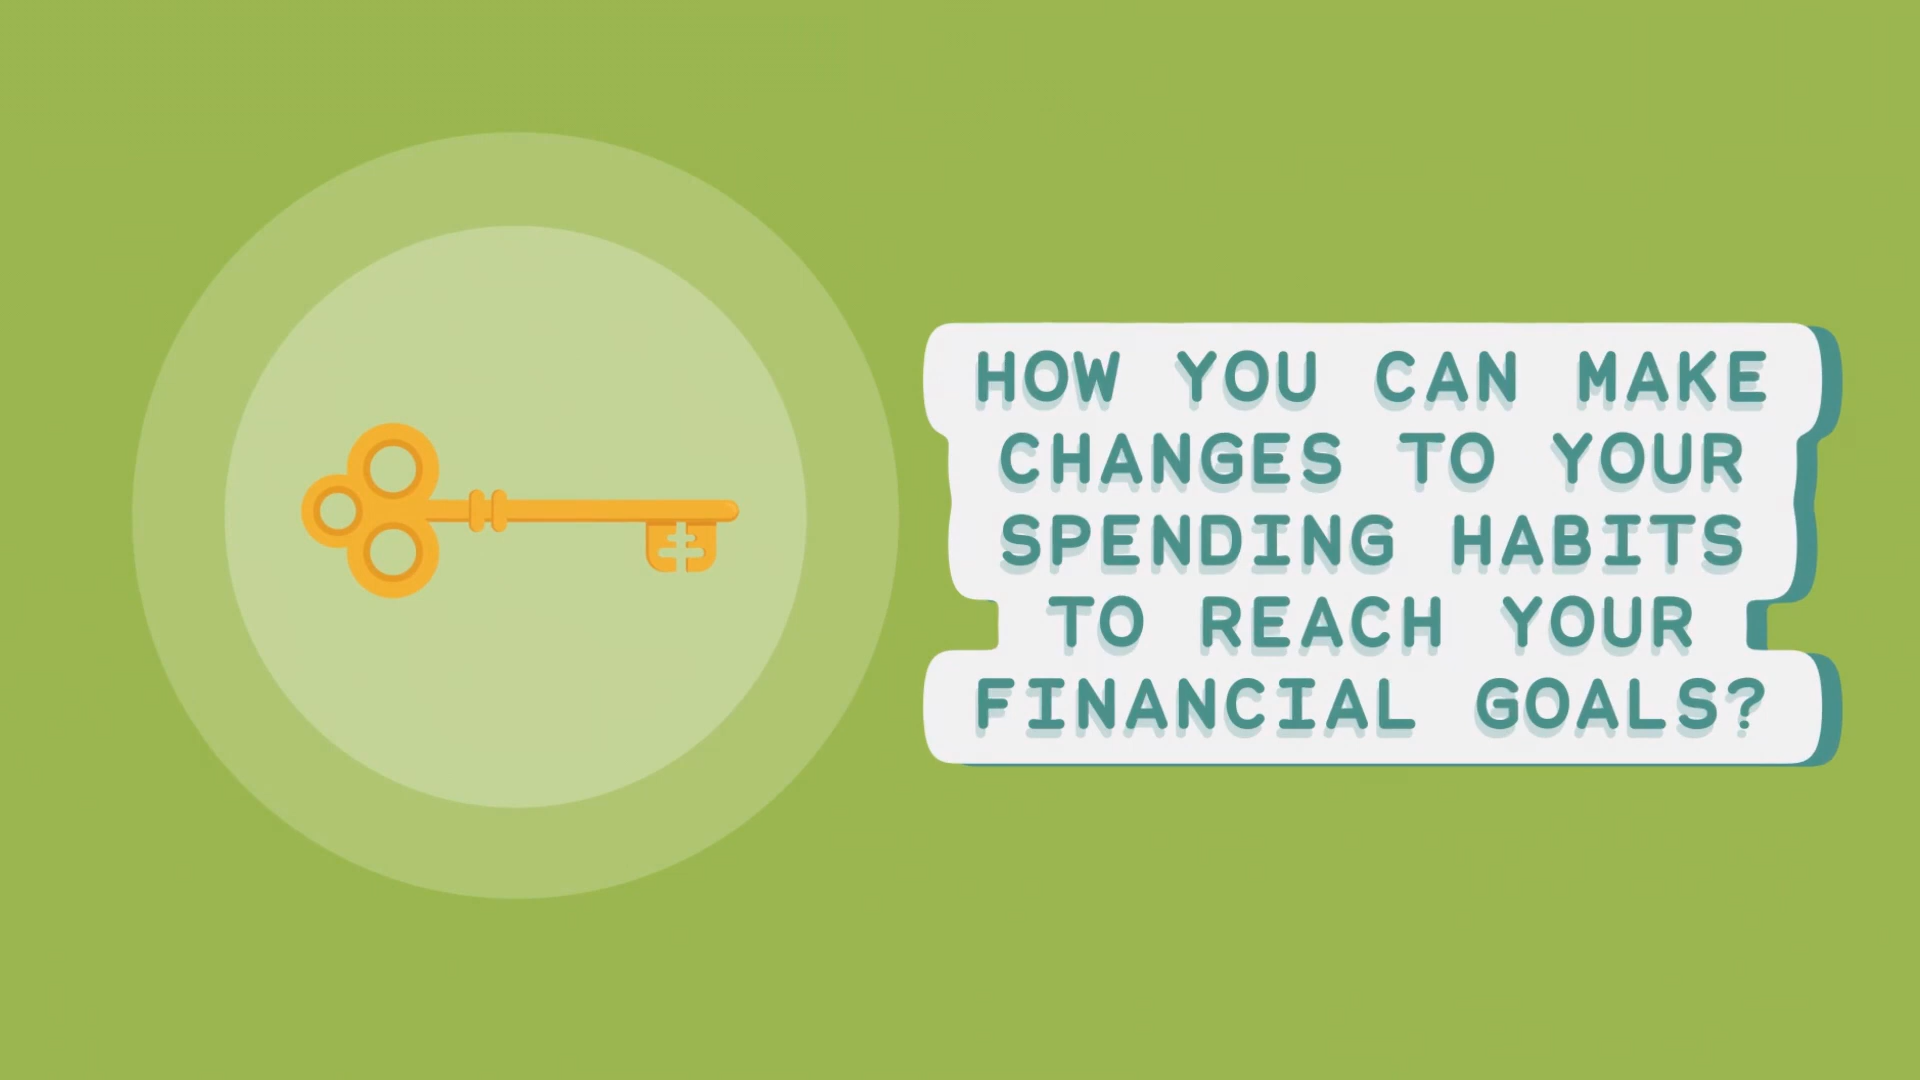 HOW YOU CAN MAKE
CHANGES TO YOUR
SPENDING HABITS
TO REACH YOUR
FINANCIAL GOALS?